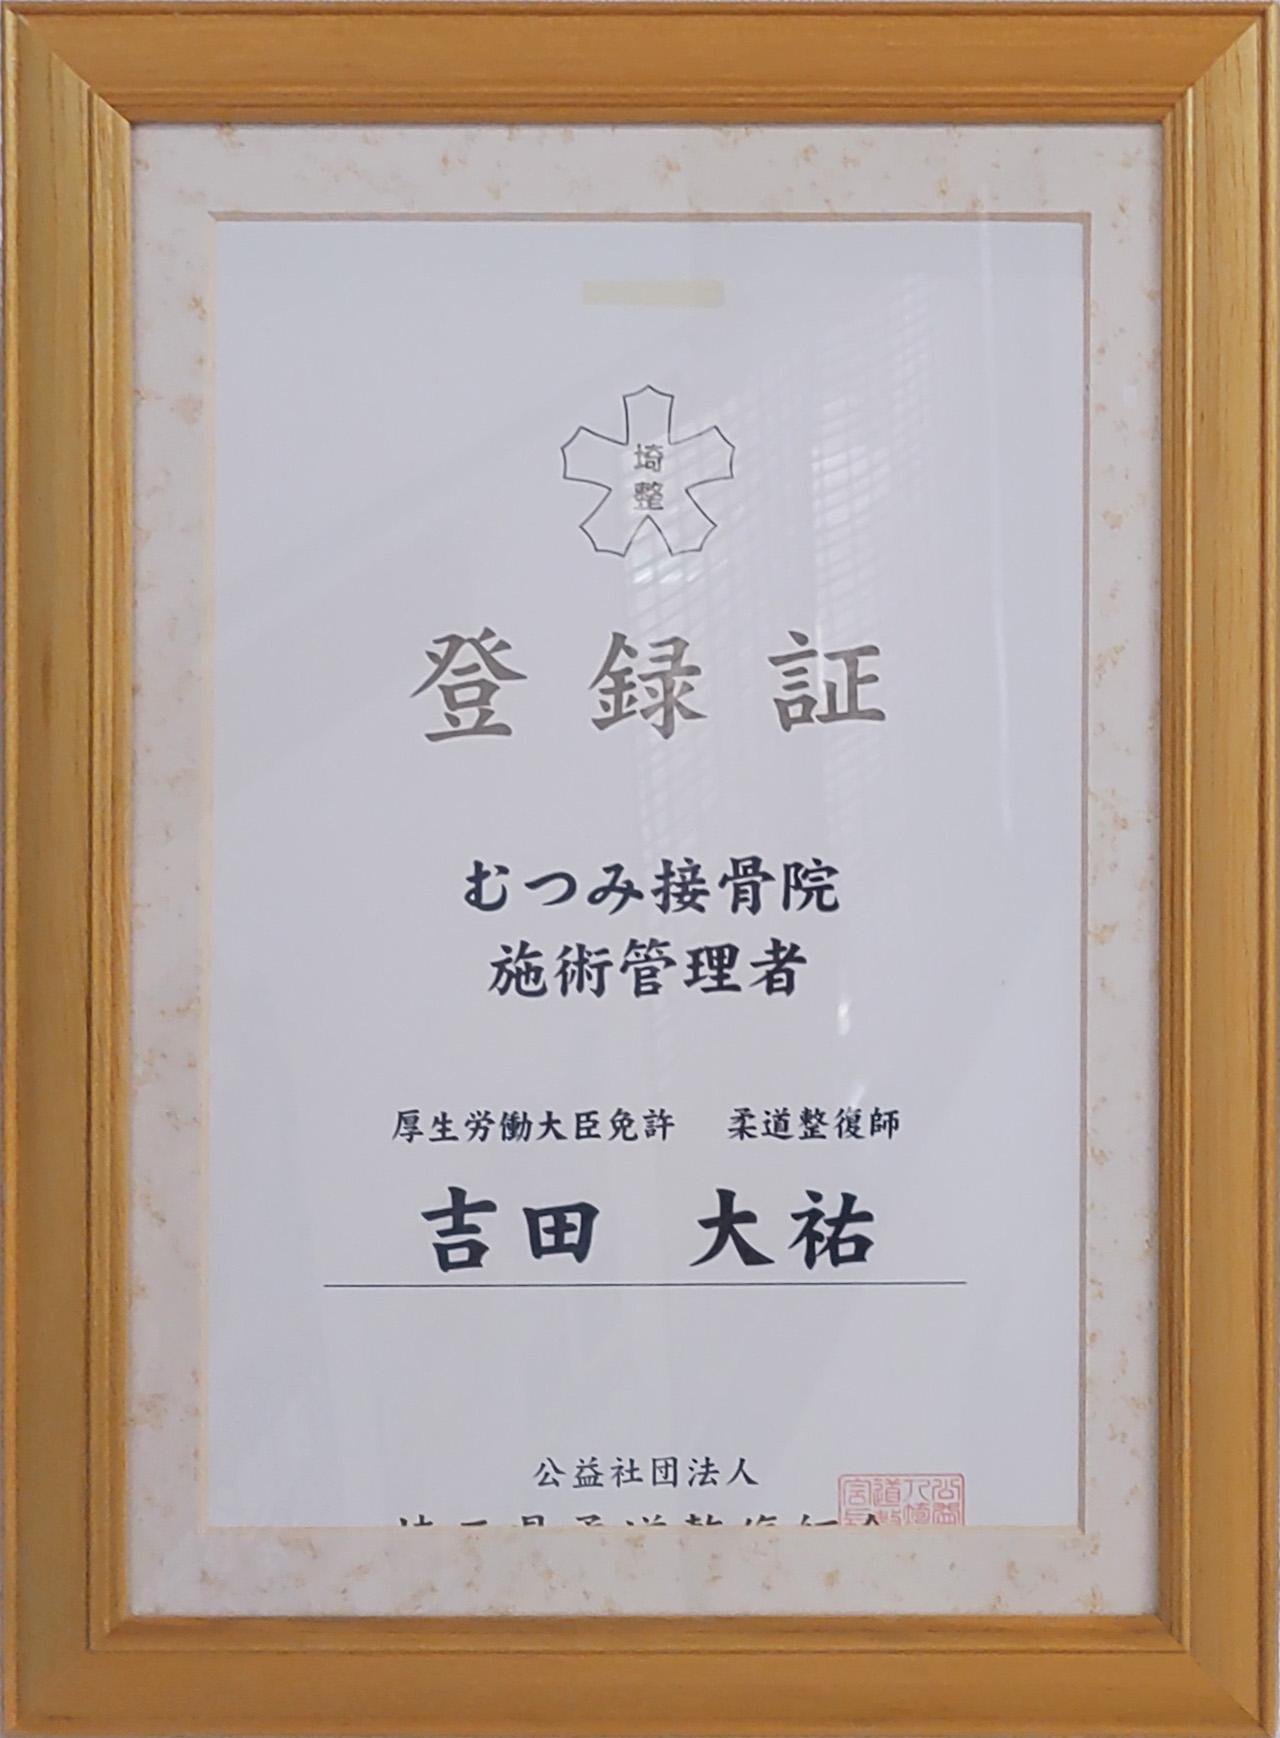 埼
整
登録証
むつみ接骨院
施術管理者
厚生労働大臣免許 柔道整復師
吉田 大祐
公益社団法人